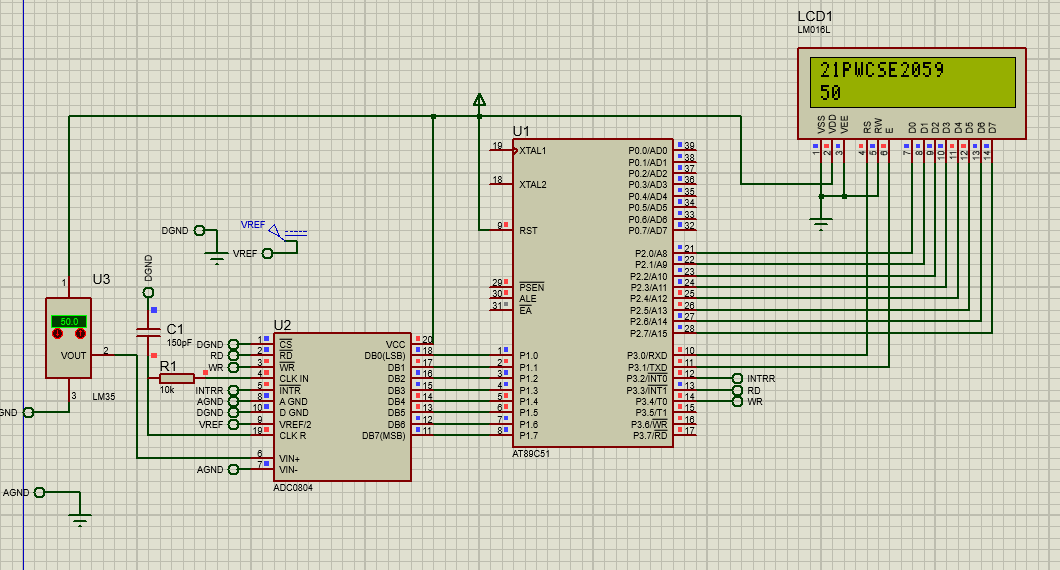 LCD1
LM016L
21PWCSE2059
50
VSS VDD VEE RS RW E D0 D1 D2 D3 D4 D5 D6 D7
1 2 3 4 5 6 7 8 9 10 11 12 13 14
U1
19 XTAL1 P0.0/AD0 39
P0.1/AD1 38
P0.2/AD2 37
18 XTAL2 P0.3/AD3 36
P0.4/AD4 35
P0.5/AD5 34
P0.6/AD6 33
9 RST P0.7/AD7 32
P2.0/A8 21
P2.1/A9 22
P2.2/A10 23
29 PSEN P2.3/A11 24
30 ALE P2.4/A12 25
31 EA P2.5/A13 26
P2.6/A14 27
P2.7/A15 28
1 P1.0 P3.0/RXD 10
2 P1.1 P3.1/TXD 11
3 P1.2 P3.2/INT0 12 INTRR
4 P1.3 P3.3/INT1 13 RD
5 P1.4 P3.4/T0 14 WR
6 P1.5 P3.5/T1 15
7 P1.6 P3.6/WR 16
8 P1.7 P3.7/RD 17
AT89C51
DGND
VREF
VREF
DGND
U3
1
50.0
VOUT 2
3
LM35
GND
AGND
C1
150pF
R1
10k
U2
DGND 1 CS VCC 20
RD 2 RD DB0(LSB) 18
WR 3 WR DB1 17
4 CLK IN DB2 16
INTRR 5 INTR DB3 15
AGND 8 A GND DB4 14
DGND 10 D GND DB5 13
VREF 9 VREF/2 DB6 12
19 CLK R DB7(MSB) 11
6 VIN+
AGND 7 VIN-
ADC0804